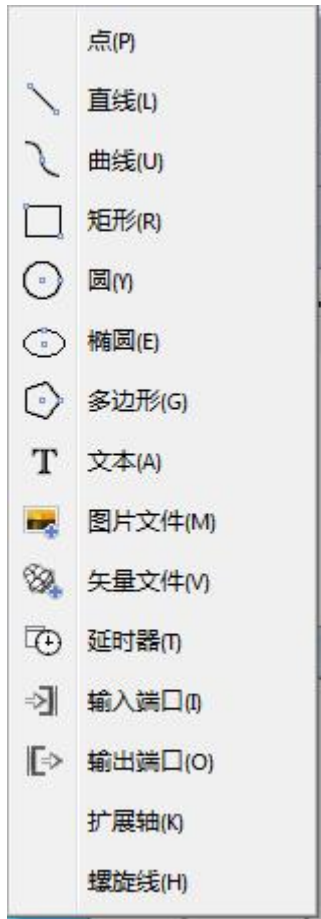 点(P)
直线(L)
曲线(U)
矩形(R)
圆(Y)
椭圆(E)
多边形(G)
T 文本(A)
图片文件(M)
矢量文件(V)
延时器(T)
输入端口(I)
输出端口(O)
扩展轴(K)
螺旋线(H)